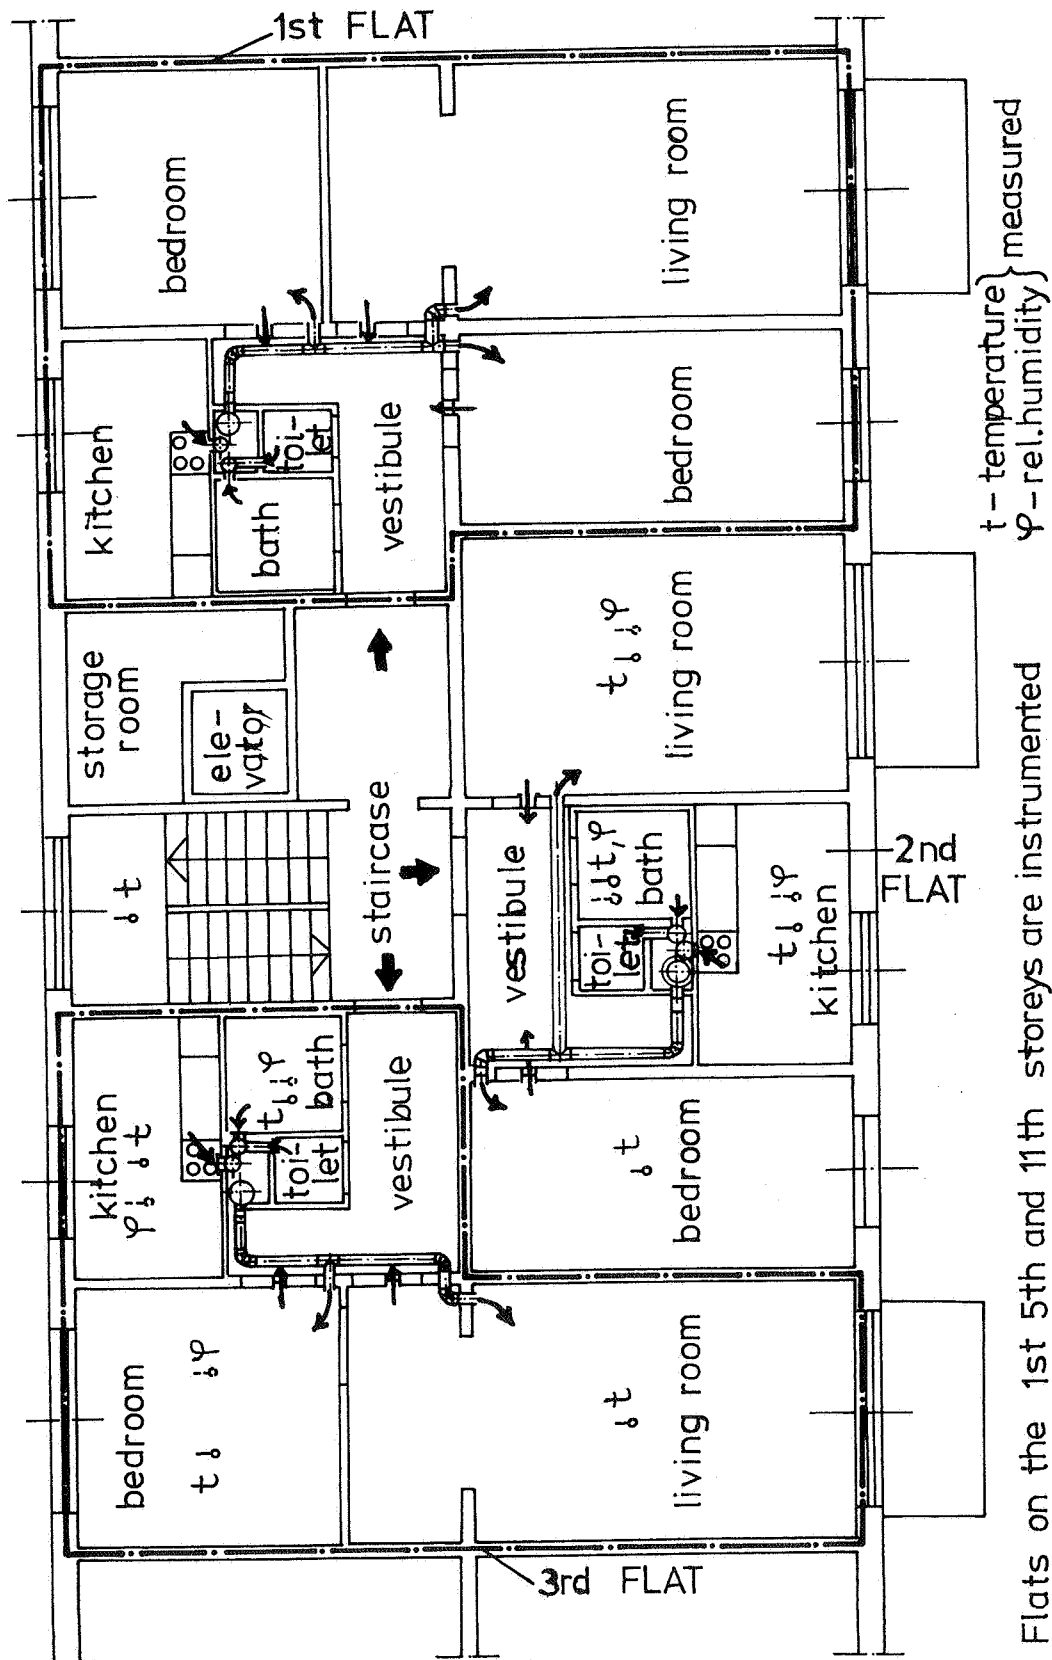 1st FLAT
bedroom
living room
kitchen
toi-
let
bath
vestibule
bedroom
t - temperature } measured
φ - rel. humidity }
storage
room
ele-
vator
t φ
living room
t
staircase
vestibule
t, φ
bath
toi-
let
t φ
kitchen
2nd
FLAT
kitchen
φ t
t φ
bath
toi-
let
vestibule
t
bedroom
bedroom
t φ
t
living room
3rd FLAT
Flats on the 1st 5th and 11th storeys are instrumented